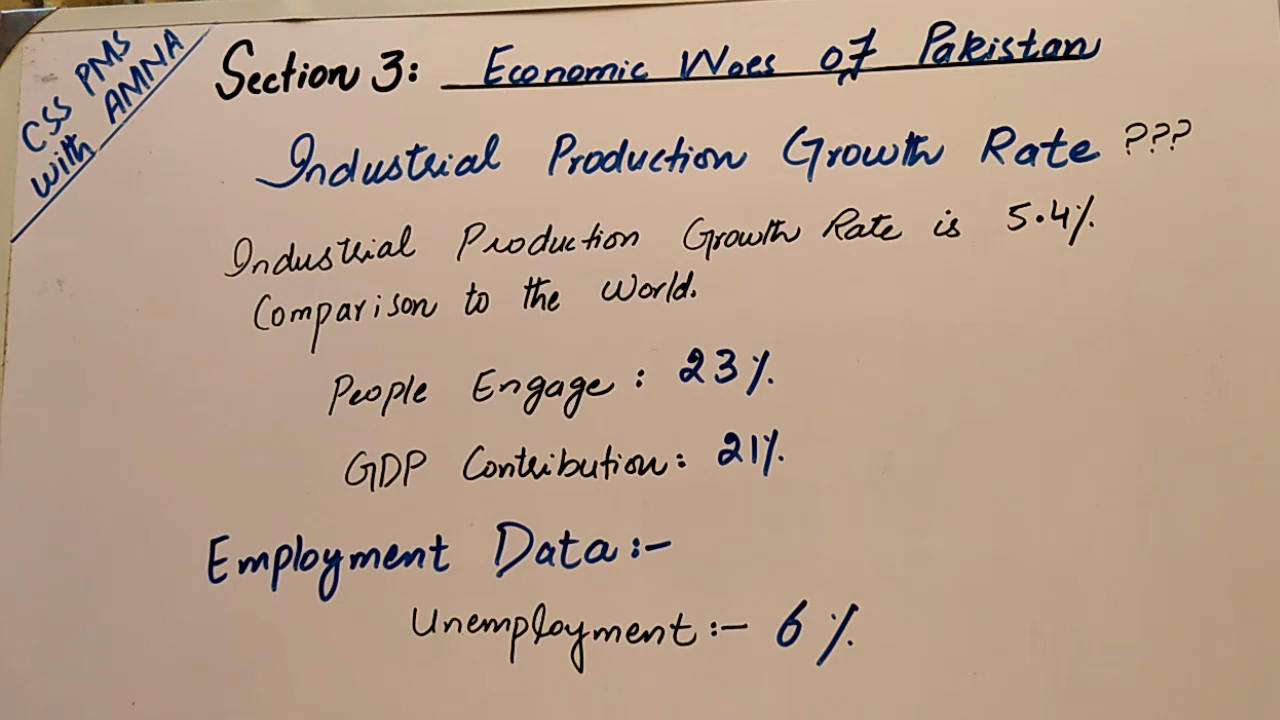 CSS PMS
with AMNA
Section 3: Economic Woes of Pakistan
Industrial Production Growth Rate ???
Industrial Production Growth Rate is 5.4%.
Comparison to the World.
People Engage: 23%.
GDP Contribution: 21%.
Employment Data:-
Unemployment:- 6%.